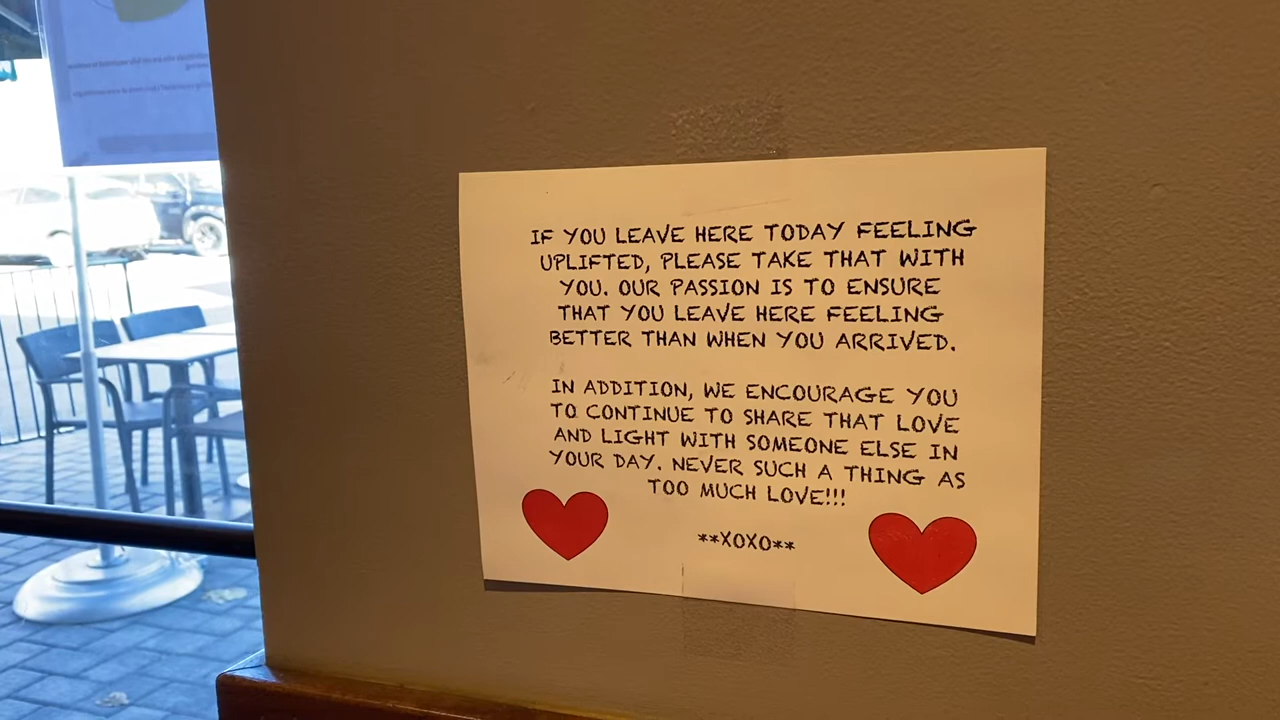 IF YOU LEAVE HERE TODAY FEELING
UPLIFTED, PLEASE TAKE THAT WITH
YOU. OUR PASSION IS TO ENSURE
THAT YOU LEAVE HERE FEELING
BETTER THAN WHEN YOU ARRIVED.
IN ADDITION, WE ENCOURAGE YOU
TO CONTINUE TO SHARE THAT LOVE
AND LIGHT WITH SOMEONE ELSE IN
YOUR DAY. NEVER SUCH A THING AS
TOO MUCH LOVE!!!
**XOXO**